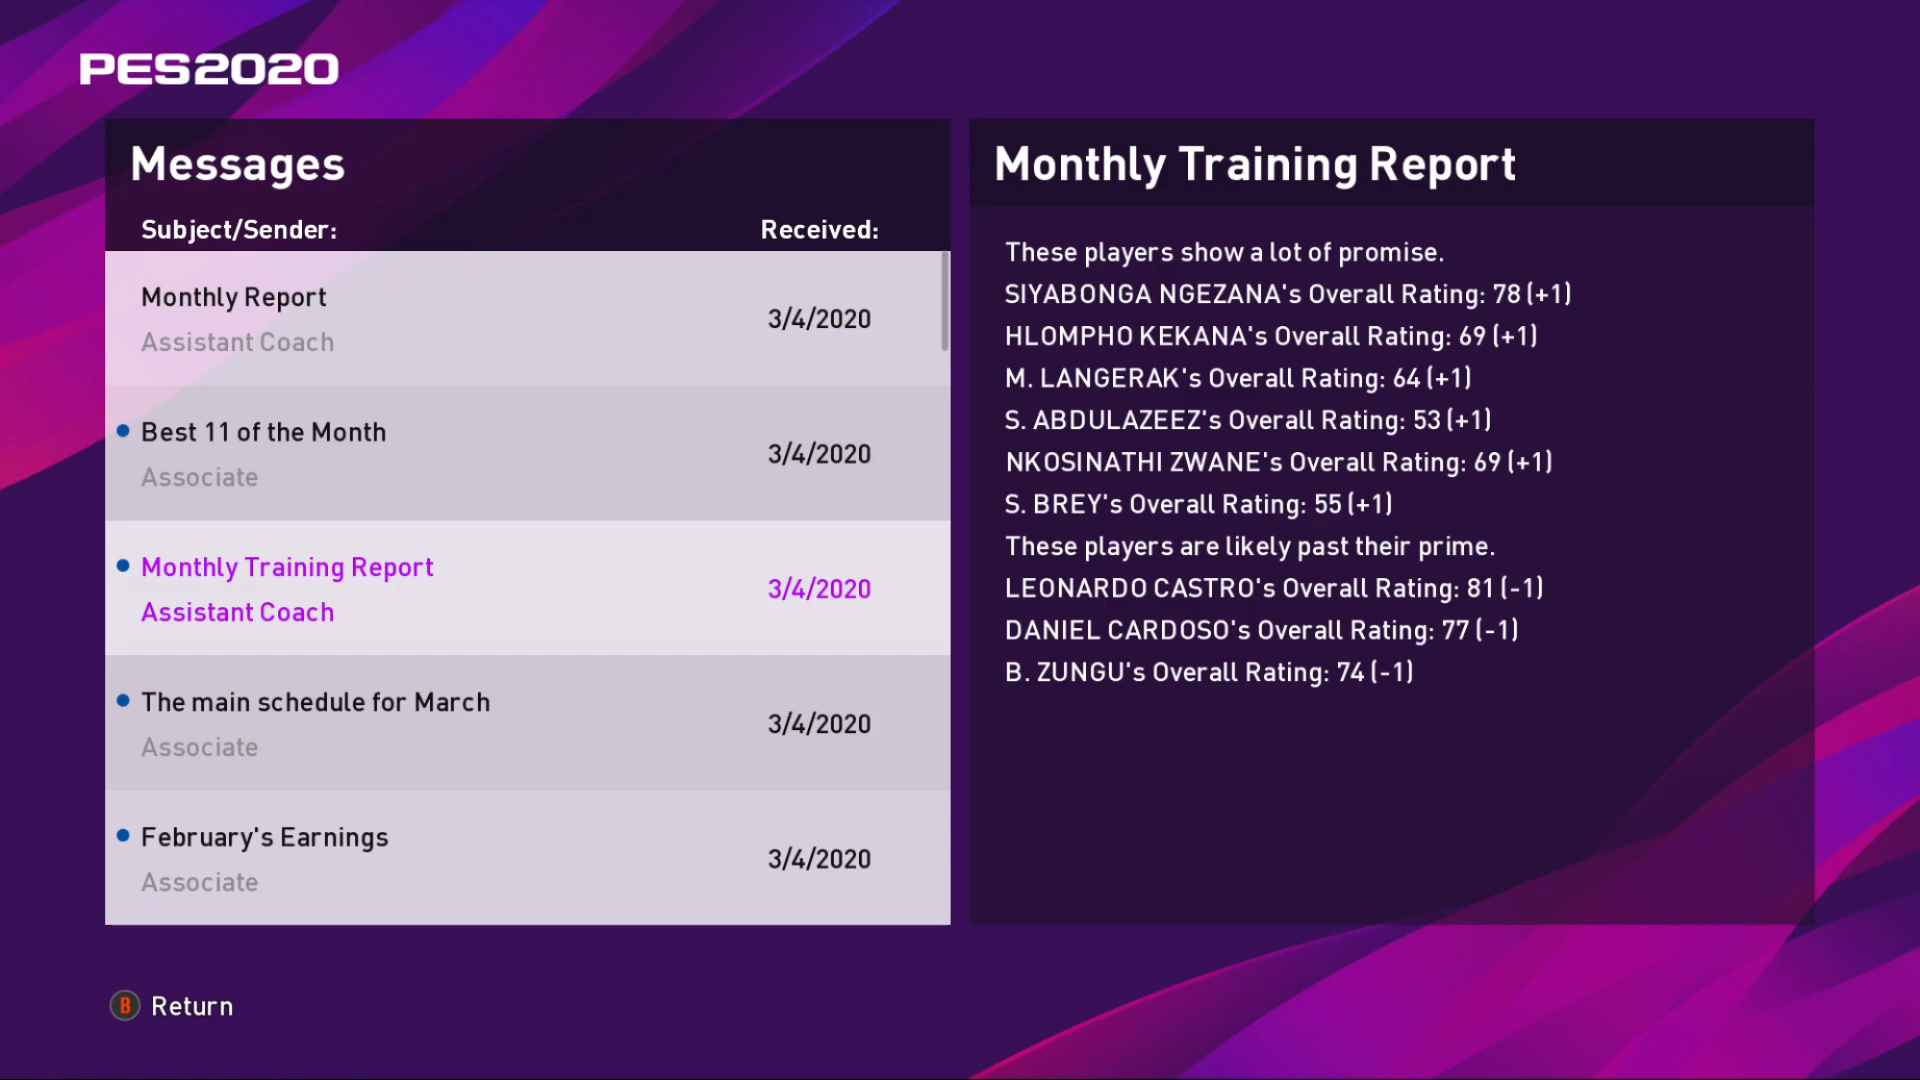 PES2020
Messages
Subject/Sender: Received:
Monthly Report
Assistant Coach
3/4/2020
Best 11 of the Month
Associate
3/4/2020
Monthly Training Report
Assistant Coach
3/4/2020
The main schedule for March
Associate
3/4/2020
February's Earnings
Associate
3/4/2020
Monthly Training Report
These players show a lot of promise.
SIYABONGA NGEZANA's Overall Rating: 78 (+1)
HLOMPHO KEKANA's Overall Rating: 69 (+1)
M. LANGERAK's Overall Rating: 64 (+1)
S. ABDULAZEEZ's Overall Rating: 53 (+1)
NKOSINATHI ZWANE's Overall Rating: 69 (+1)
S. BREY's Overall Rating: 55 (+1)
These players are likely past their prime.
LEONARDO CASTRO's Overall Rating: 81 (-1)
DANIEL CARDOSO's Overall Rating: 77 (-1)
B. ZUNGU's Overall Rating: 74 (-1)
B Return